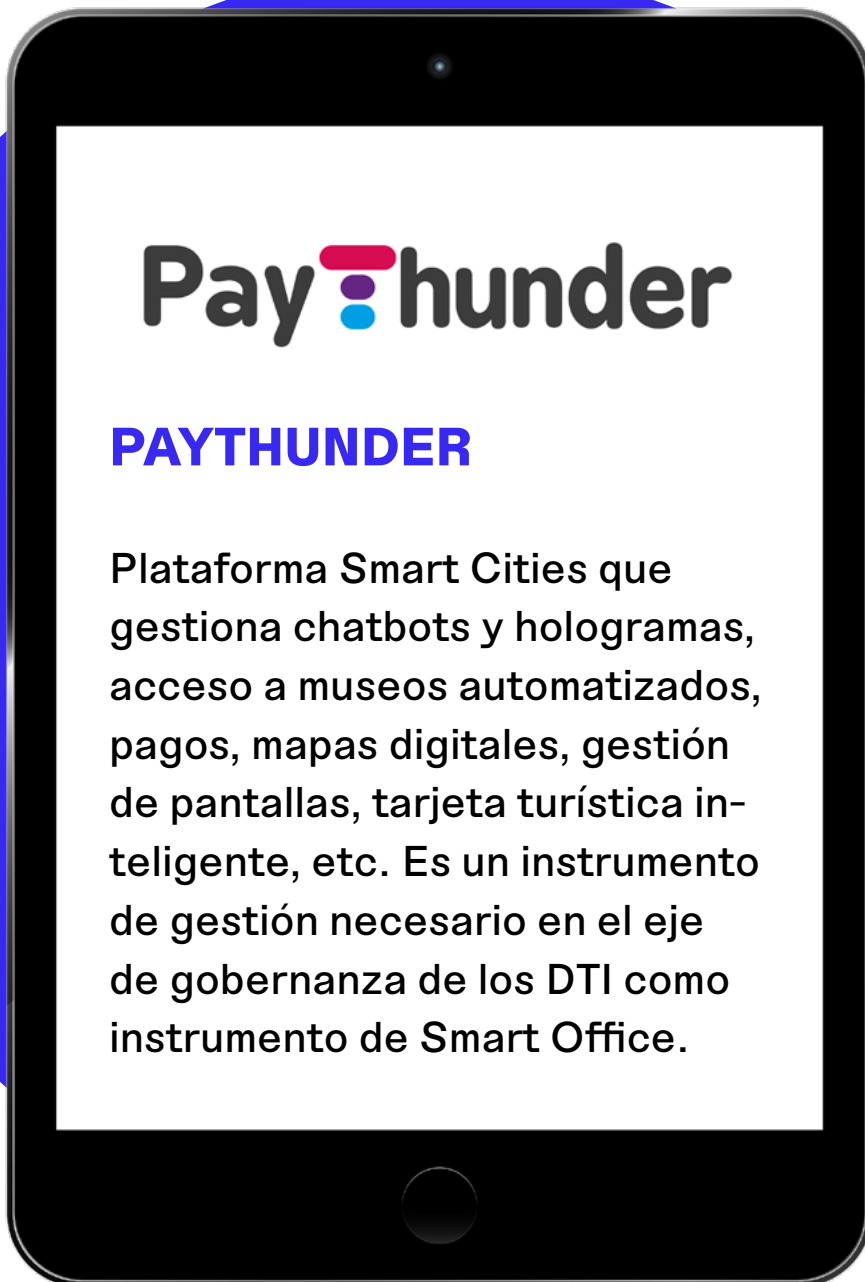 PayThunder
PAYTHUNDER
Plataforma Smart Cities que
gestiona chatbots y hologramas,
acceso a museos automatizados,
pagos, mapas digitales, gestión
de pantallas, tarjeta turística in-
teligente, etc. Es un instrumento
de gestión necesario en el eje
de gobernanza de los DTI como
instrumento de Smart Office.